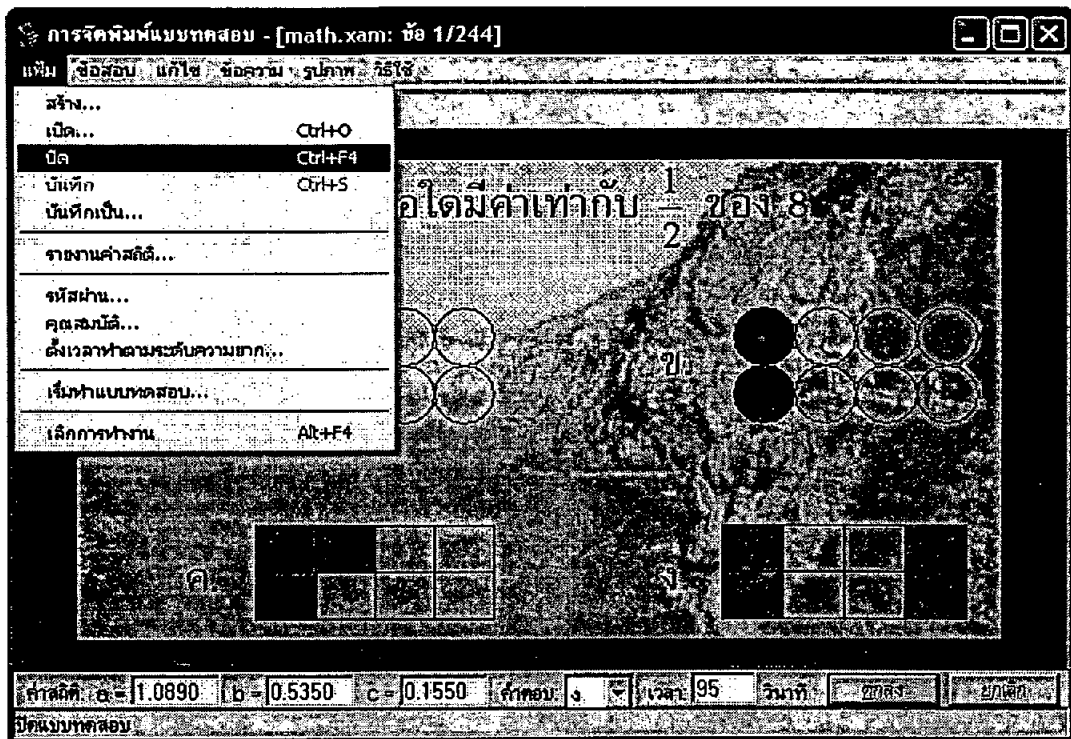 การจัดพิมพ์แบบทดสอบ - [math.xam: ข้อ 1/244]
แฟ้ม ข้อสอบ แก้ไข ข้อความ รูปภาพ วิธีใช้
สร้าง...
เปิด... Ctrl+O
ปิด Ctrl+F4
บันทึก Ctrl+S
บันทึกเป็น...
รายงานค่าสถิติ...
รหัสผ่าน...
คุณสมบัติ...
ตั้งเวลาทำตามระดับความยาก...
เริ่มทำแบบทดสอบ...
เลิกการทำงาน Alt+F4
อใดมีค่าเท่ากับ 1/2 ของ 8
ข.
ค. ง.
ค่าสถิติ: a = 1.0890 b = 0.5350 c = 0.1550 คำตอบ: ง. เวลา: 95 วินาที ตกลง ยกเลิก
ปิดแบบทดสอบ